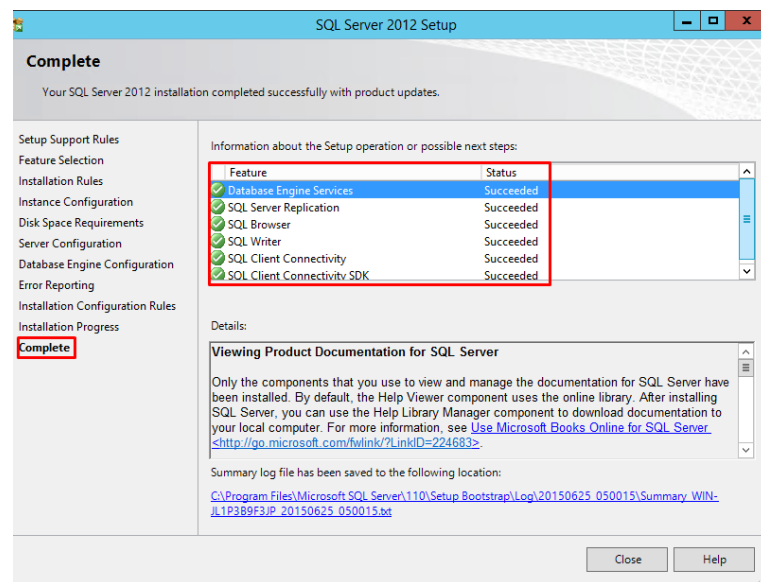 SQL Server 2012 Setup
Complete
Your SQL Server 2012 installation completed successfully with product updates.
Setup Support Rules
Feature Selection
Installation Rules
Instance Configuration
Disk Space Requirements
Server Configuration
Database Engine Configuration
Error Reporting
Installation Configuration Rules
Installation Progress
Complete
Information about the Setup operation or possible next steps:
Feature Status
Database Engine Services Succeeded
SQL Server Replication Succeeded
SQL Browser Succeeded
SQL Writer Succeeded
SQL Client Connectivity Succeeded
SQL Client Connectivity SDK Succeeded
Details:
Viewing Product Documentation for SQL Server
Only the components that you use to view and manage the documentation for SQL Server have
been installed. By default, the Help Viewer component uses the online library. After installing
SQL Server, you can use the Help Library Manager component to download documentation to
your local computer. For more information, see Use Microsoft Books Online for SQL Server
<http://go.microsoft.com/fwlink/?LinkID=224683>.
Summary log file has been saved to the following location:
C:\Program Files\Microsoft SQL Server\110\Setup Bootstrap\Log\20150625_050015\Summary_WIN-
JL1P3B9F3JP_20150625_050015.txt
Close Help